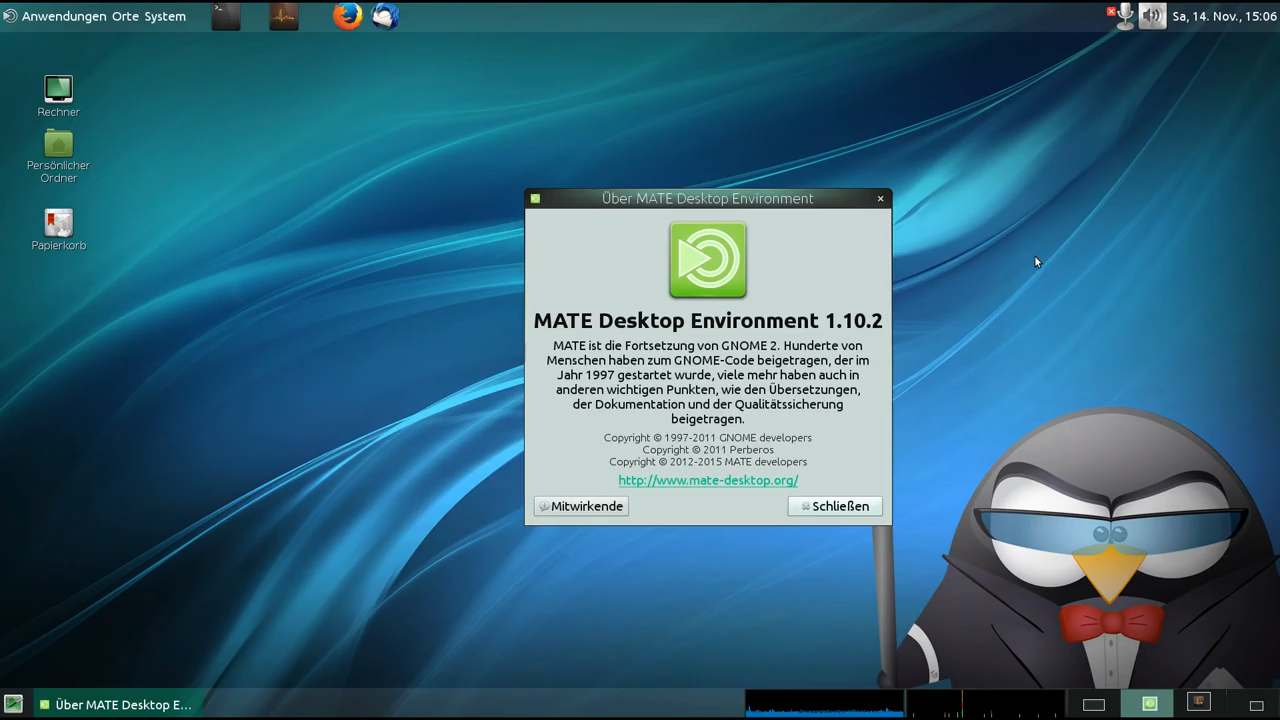 Anwendungen Orte System
Sa, 14. Nov., 15:06
Rechner
Persönlicher
Ordner
Papierkorb
Über MATE Desktop Environment
MATE Desktop Environment 1.10.2
MATE ist die Fortsetzung von GNOME 2. Hunderte von
Menschen haben zum GNOME-Code beigetragen, der im
Jahr 1997 gestartet wurde, viele mehr haben auch in
anderen wichtigen Punkten, wie den Übersetzungen,
der Dokumentation und der Qualitätssicherung
beigetragen.
Copyright © 1997-2011 GNOME developers
Copyright © 2011 Perberos
Copyright © 2012-2015 MATE developers
http://www.mate-desktop.org/
Mitwirkende
Schließen
Über MATE Desktop E...